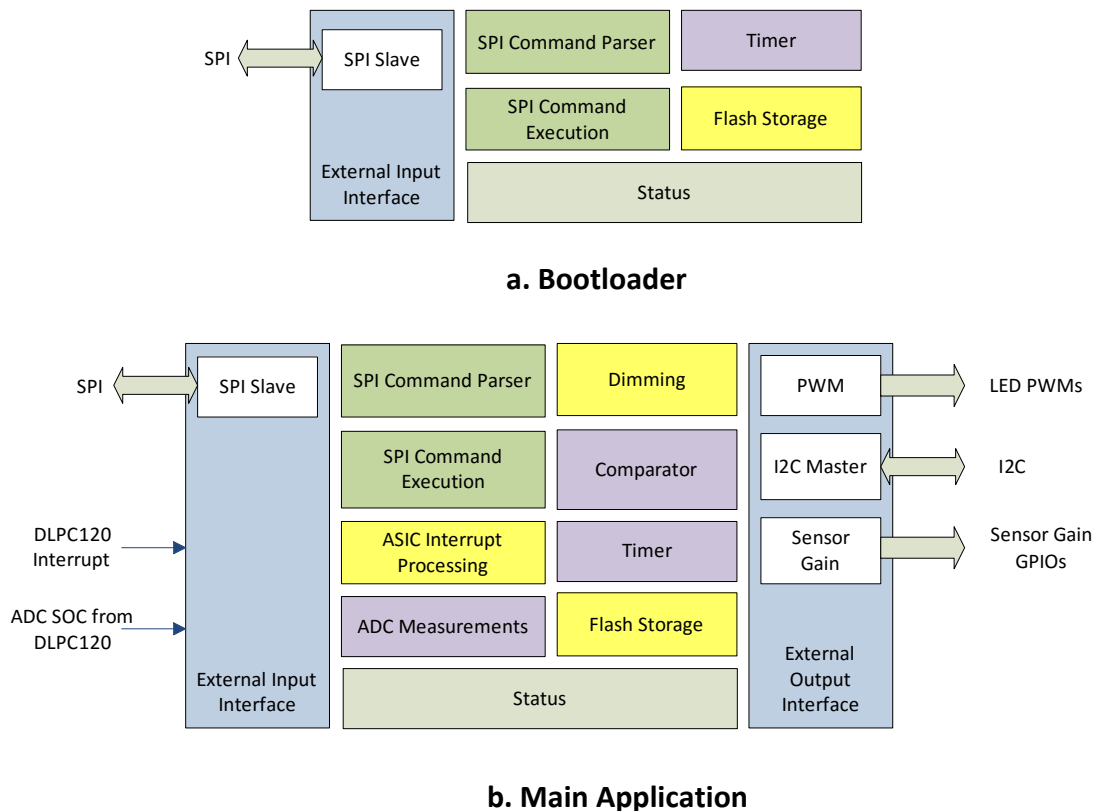 SPI
SPI Slave
External Input
Interface
SPI Command Parser
Timer
SPI Command
Execution
Flash Storage
Status
a. Bootloader
SPI
SPI Slave
DLPC120
Interrupt
ADC SOC from
DLPC120
External Input
Interface
SPI Command Parser
Dimming
SPI Command
Execution
Comparator
ASIC Interrupt
Processing
Timer
ADC Measurements
Flash Storage
Status
PWM
LED PWMs
I2C Master
I2C
Sensor
Gain
Sensor Gain
GPIOs
External
Output
Interface
b. Main Application